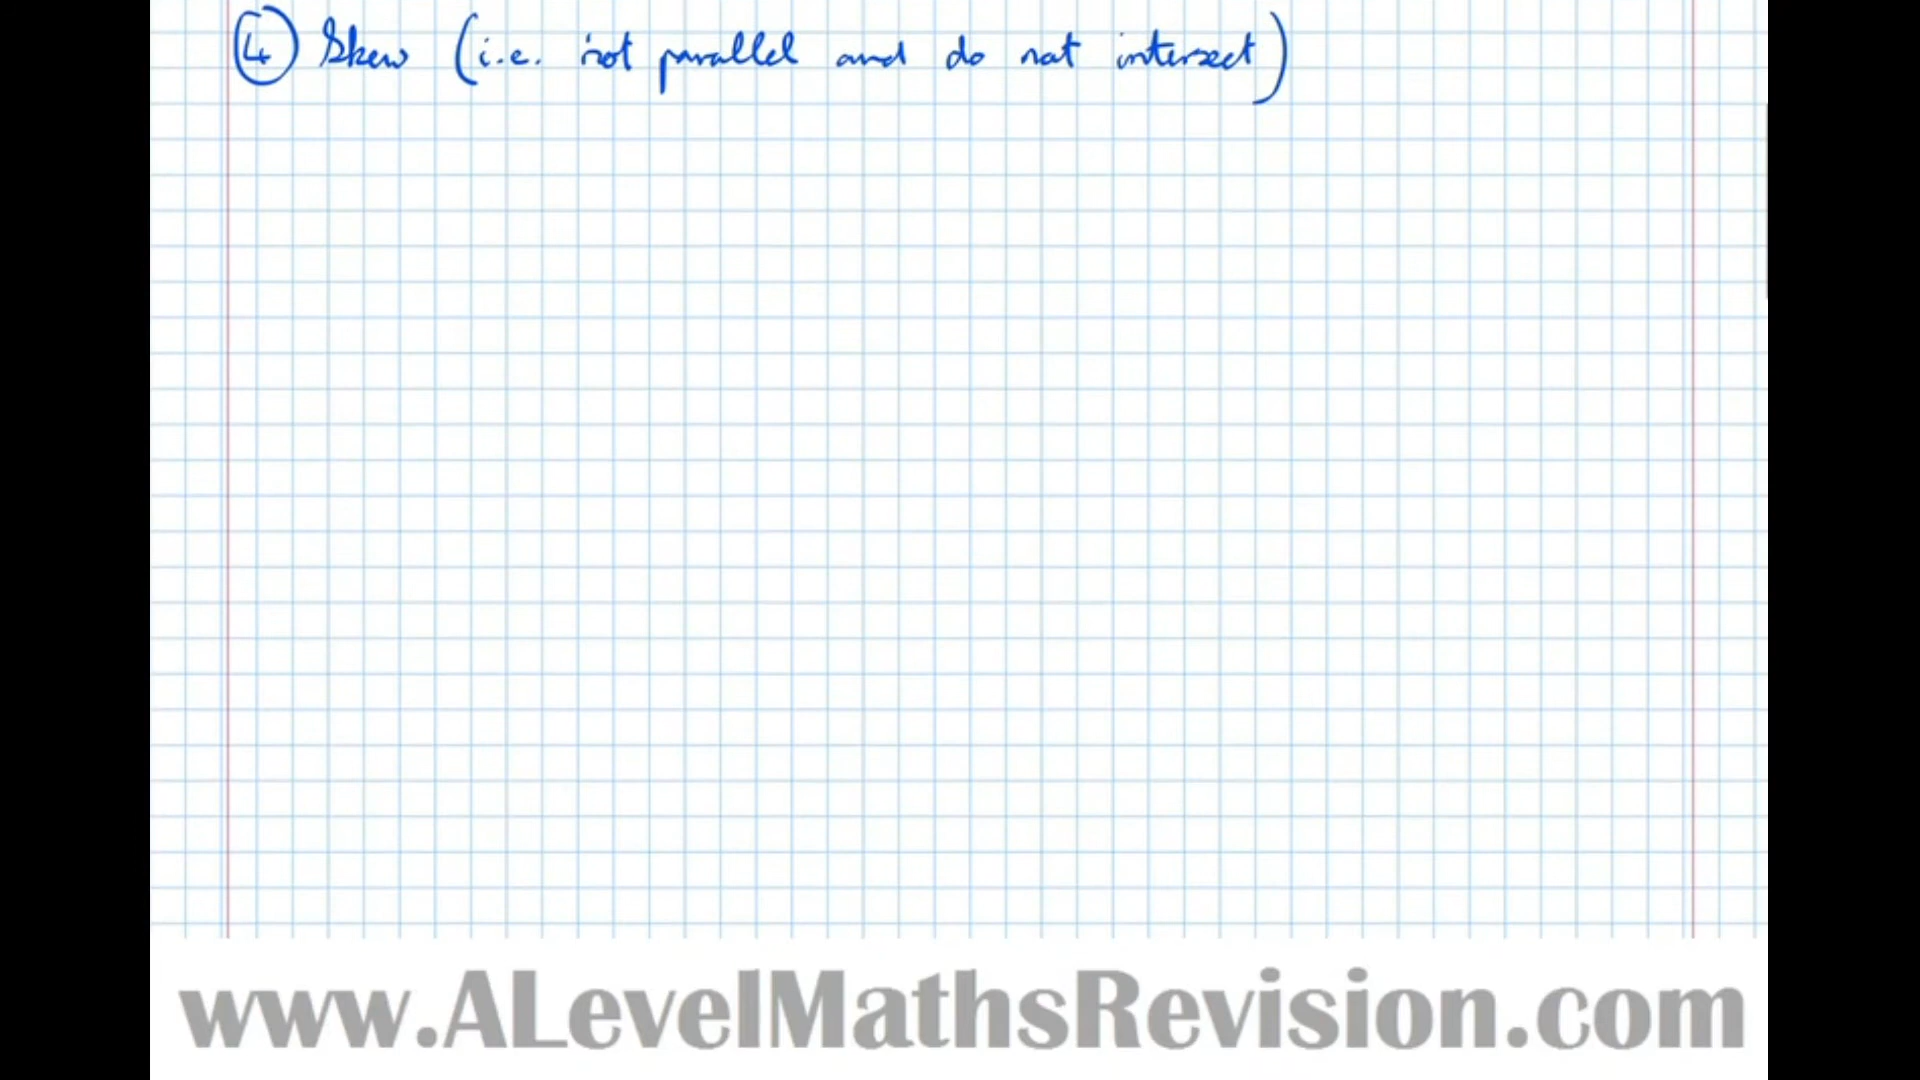 ④ Skew (i.e. not parallel and do not intersect)
www.ALevelMathsRevision.com